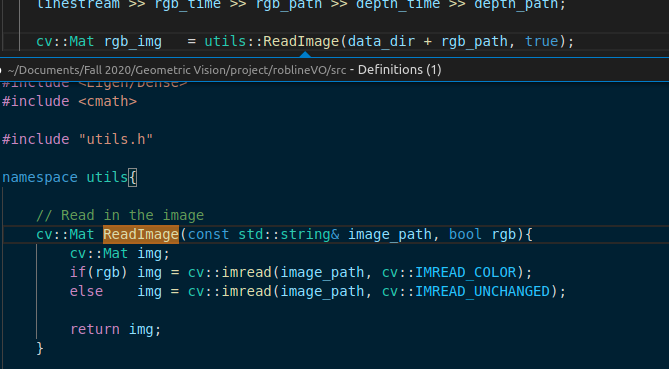 linestream >> rgb_time >> rgb_path >> depth_time >> depth_path;
cv::Mat rgb_img   = utils::ReadImage(data_dir + rgb_path, true);
~/Documents/Fall 2020/Geometric Vision/project/roblineVO/src - Definitions (1)
#include <Eigen/Dense>
#include <cmath>
#include "utils.h"
namespace utils{
// Read in the image
cv::Mat ReadImage(const std::string& image_path, bool rgb){
cv::Mat img;
if(rgb) img = cv::imread(image_path, cv::IMREAD_COLOR);
else    img = cv::imread(image_path, cv::IMREAD_UNCHANGED);
return img;
}